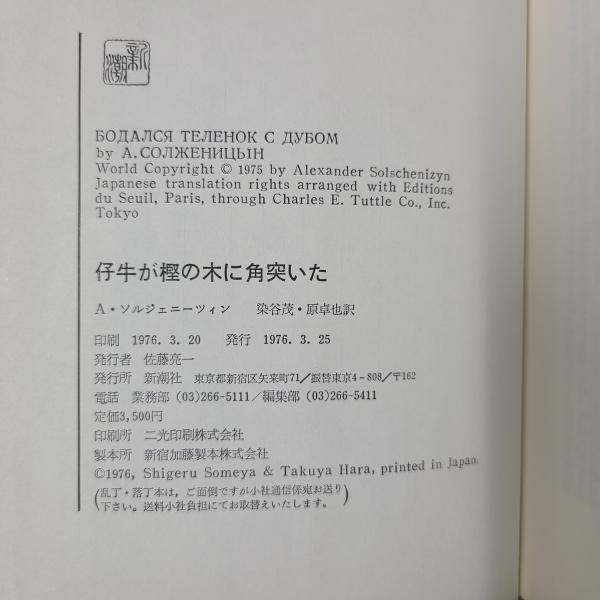 新潮
БОДАЛСЯ ТЕЛЕНОК С ДУБОМ
by А.СОЛЖЕНИЦЫН
World Copyright © 1975 by Alexander Solschenizyn
Japanese translation rights arranged with Editions
du Seuil, Paris, through Charles E. Tuttle Co., Inc.
Tokyo
仔牛が樫の木に角突いた
A・ソルジェニーツィン 染谷茂・原卓也訳
印刷 1976. 3. 20 発行 1976. 3. 25
発行者 佐藤亮一
発行所 新潮社 東京都新宿区矢来町71/振替東京4-808/〒162
電話 業務部(03)266-5111/編集部(03)266-5411
定価3,500円
印刷所 二光印刷株式会社
製本所 新宿加藤製本株式会社
©1976, Shigeru Someya & Takuya Hara, printed in Japan.
(乱丁・落丁本は,ご面倒ですが小社通信係宛お送り
下さい。送料小社負担にてお取替えいたします。)